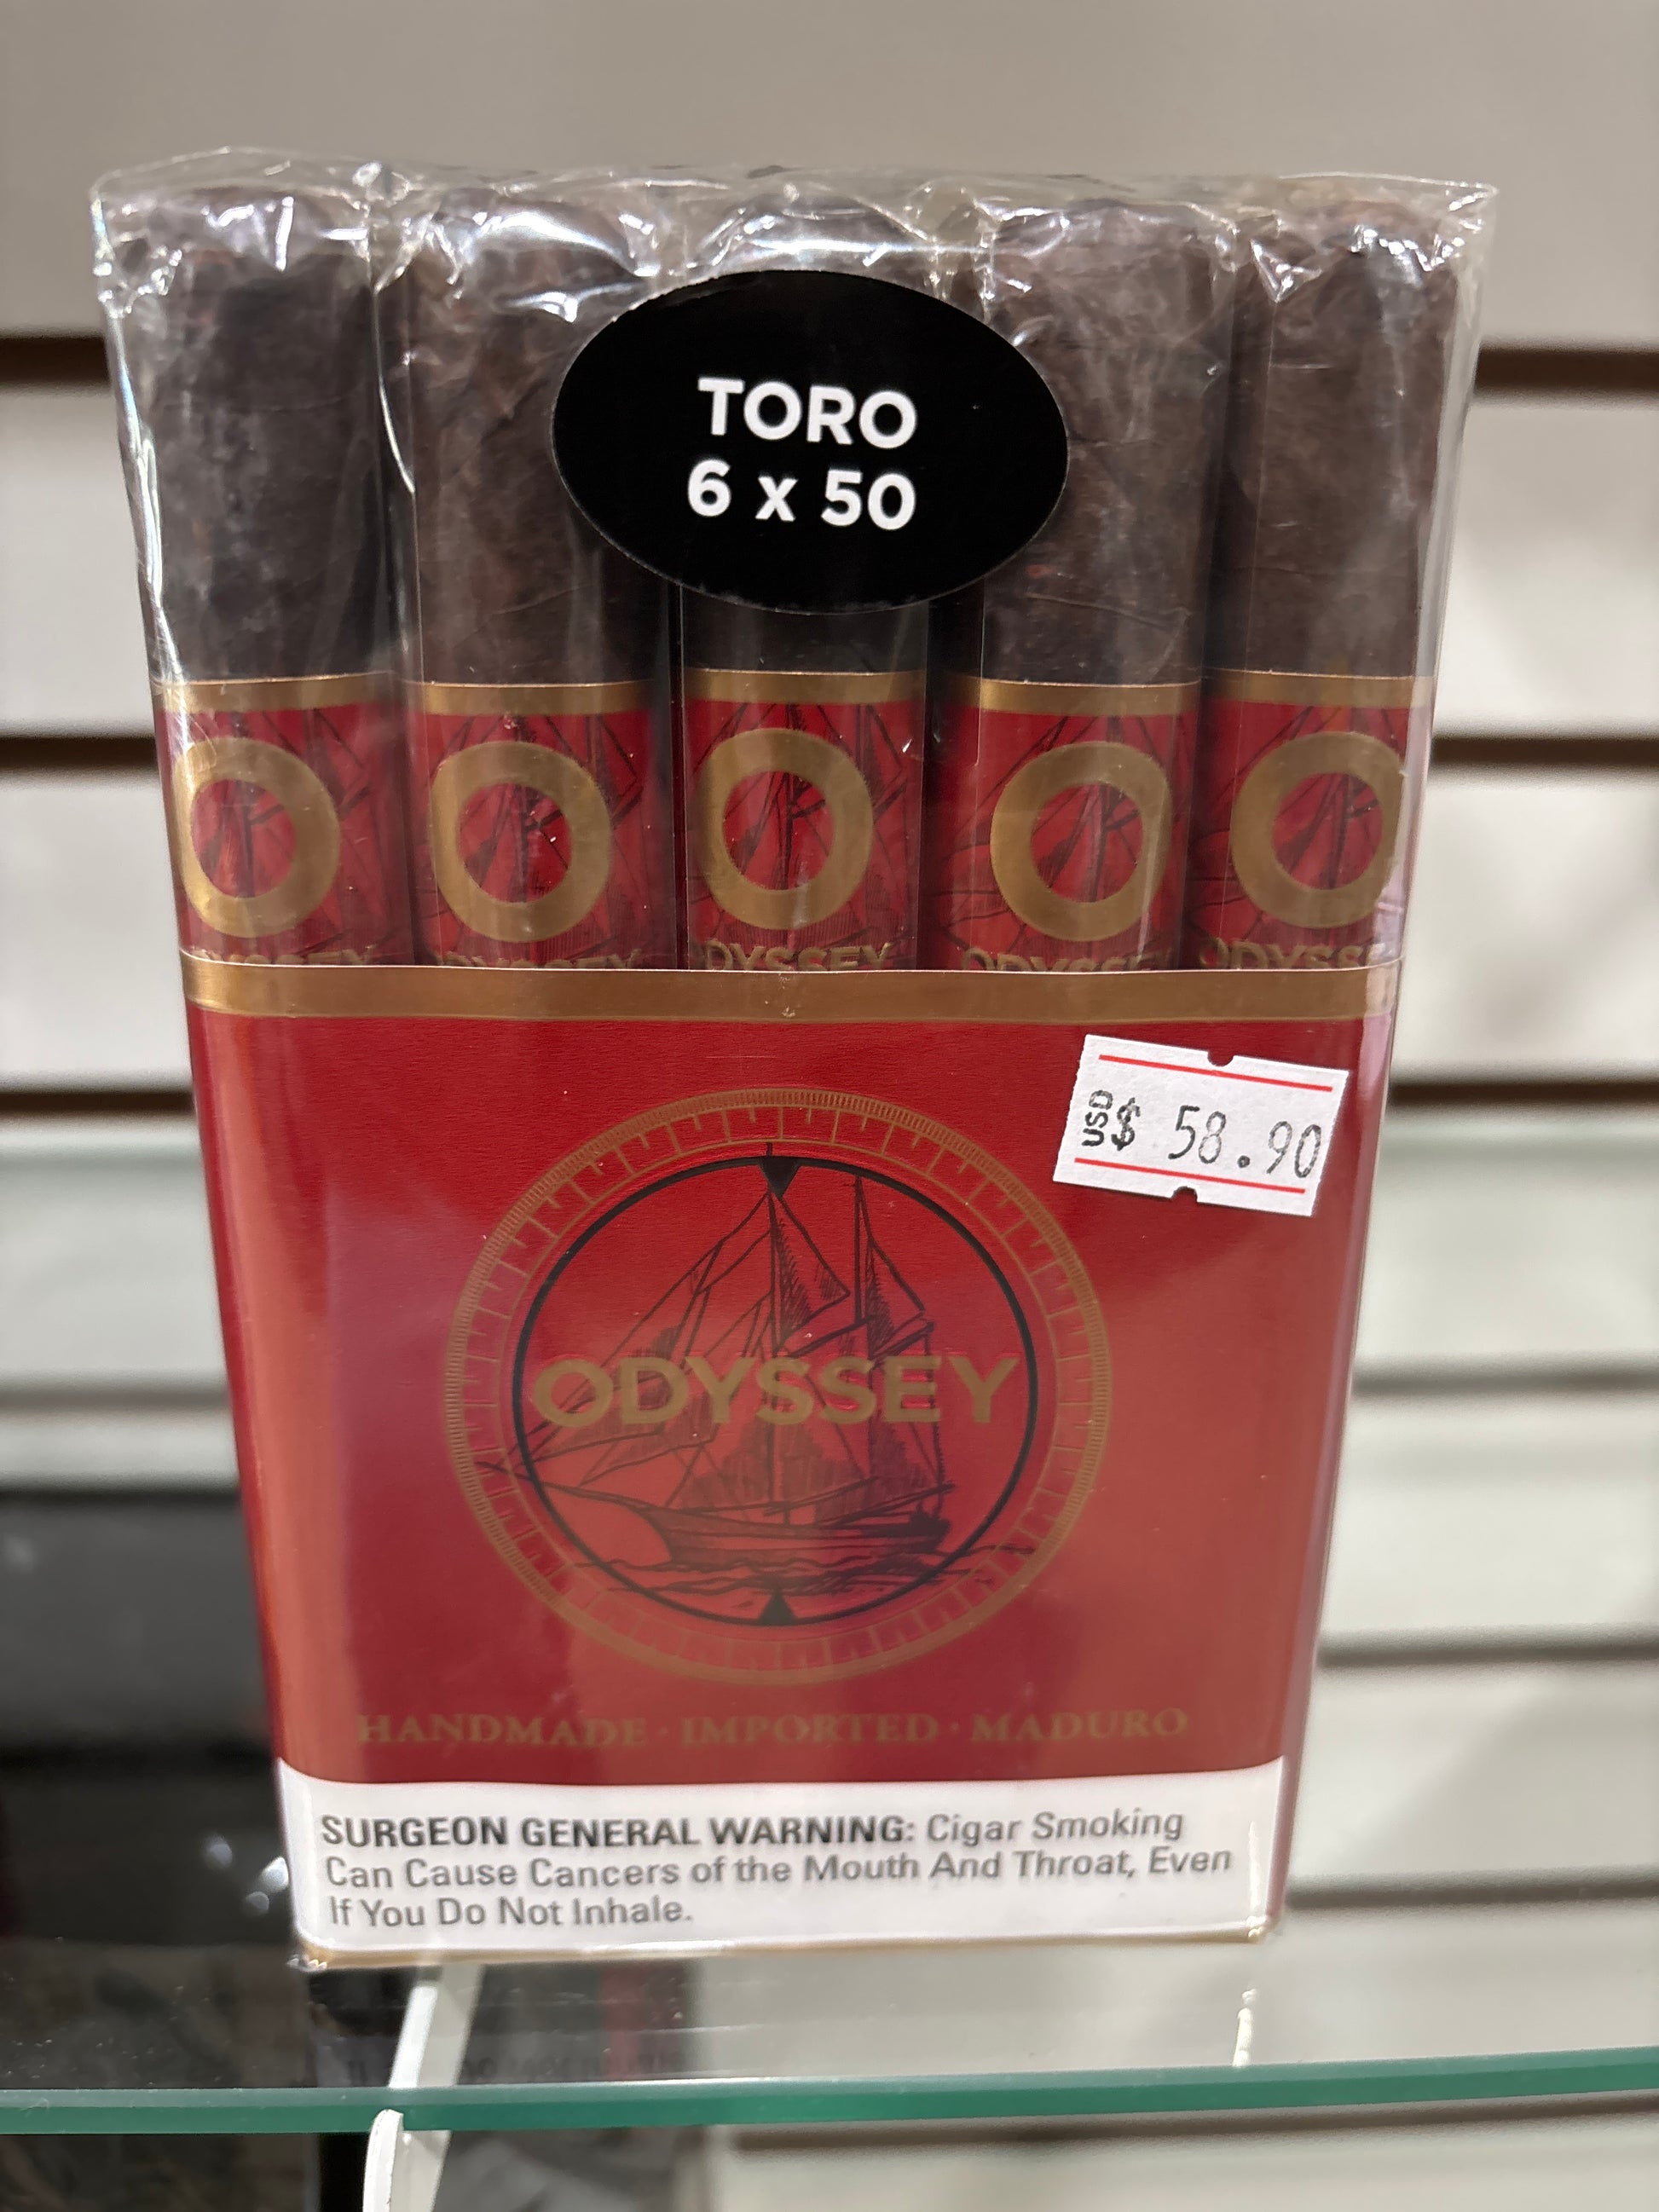 TORO
6 x 50
O O O O O
ODYSSEY
USD $ 58.90
ODYSSEY
HANDMADE · IMPORTED · MADURO
SURGEON GENERAL WARNING: Cigar Smoking
Can Cause Cancers of the Mouth And Throat, Even
If You Do Not Inhale.